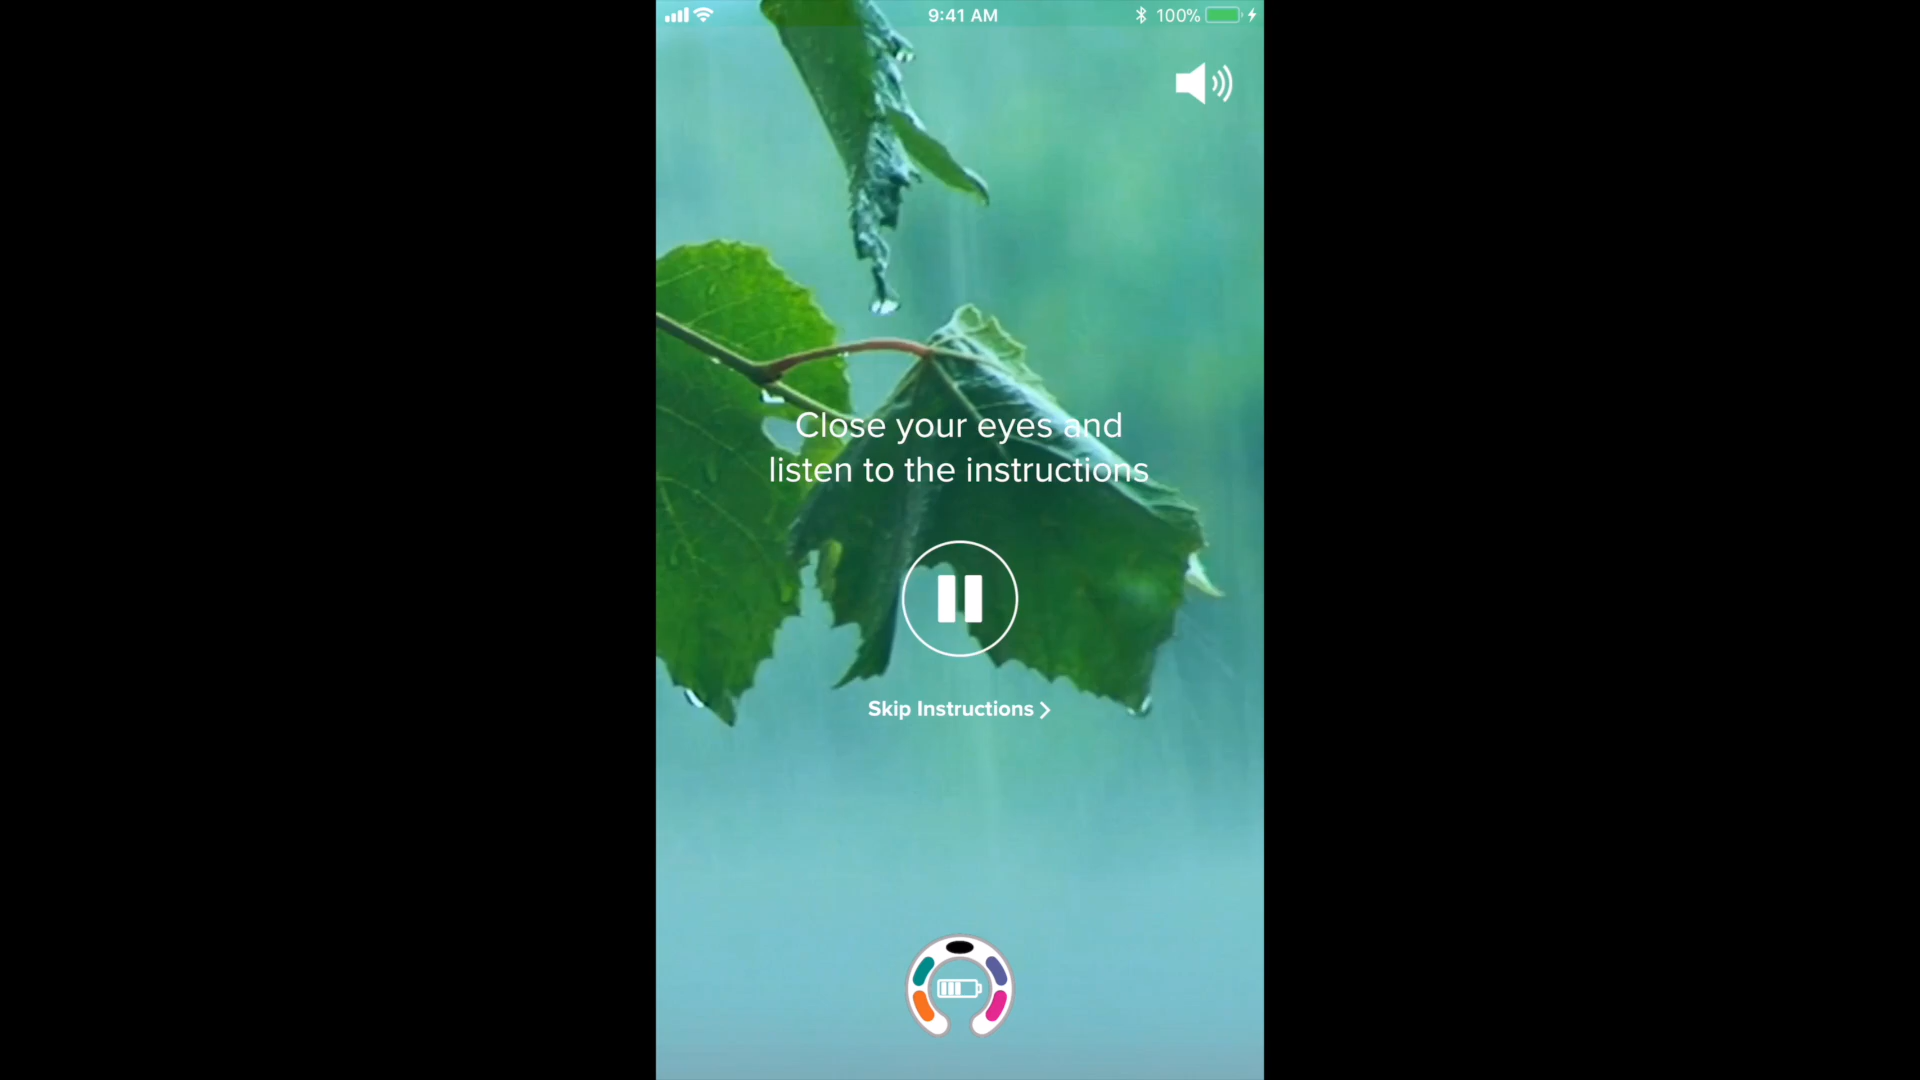 9:41 AM
100%
Close your eyes and
listen to the instructions
Skip Instructions